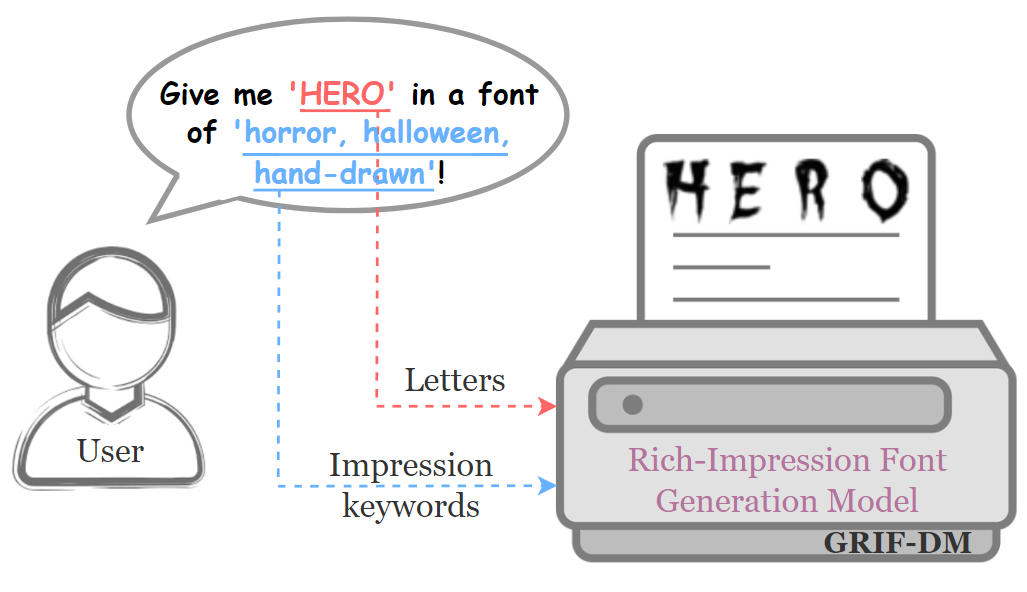 Give me 'HERO' in a font
of 'horror, halloween,
hand-drawn'!
HERO
Letters
User
Impression
keywords
Rich-Impression Font
Generation Model
GRIF-DM